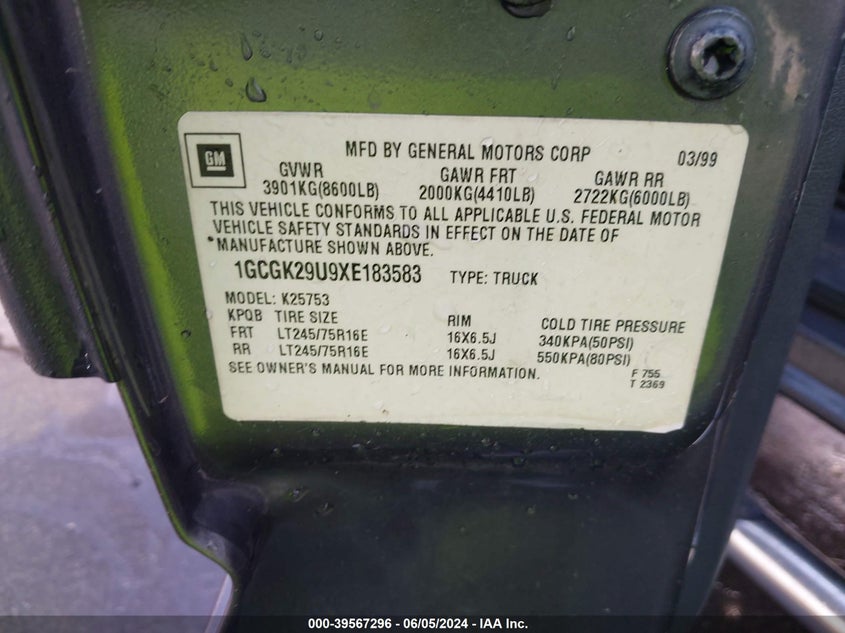 GM
MFD BY GENERAL MOTORS CORP 03/99
GVWR GAWR FRT GAWR RR
3901KG(8600LB) 2000KG(4410LB) 2722KG(6000LB)
THIS VEHICLE CONFORMS TO ALL APPLICABLE U.S. FEDERAL MOTOR
VEHICLE SAFETY STANDARDS IN EFFECT ON THE DATE OF
*MANUFACTURE SHOWN ABOVE.
1GCGK29U9XE183583 TYPE: TRUCK
MODEL: K25753
KPQB TIRE SIZE RIM COLD TIRE PRESSURE
FRT LT245/75R16E 16X6.5J 340KPA(50PSI)
RR LT245/75R16E 16X6.5J 550KPA(80PSI)
SEE OWNER'S MANUAL FOR MORE INFORMATION.
F 755
T 2369
000-39567296 - 06/05/2024 - IAA Inc.